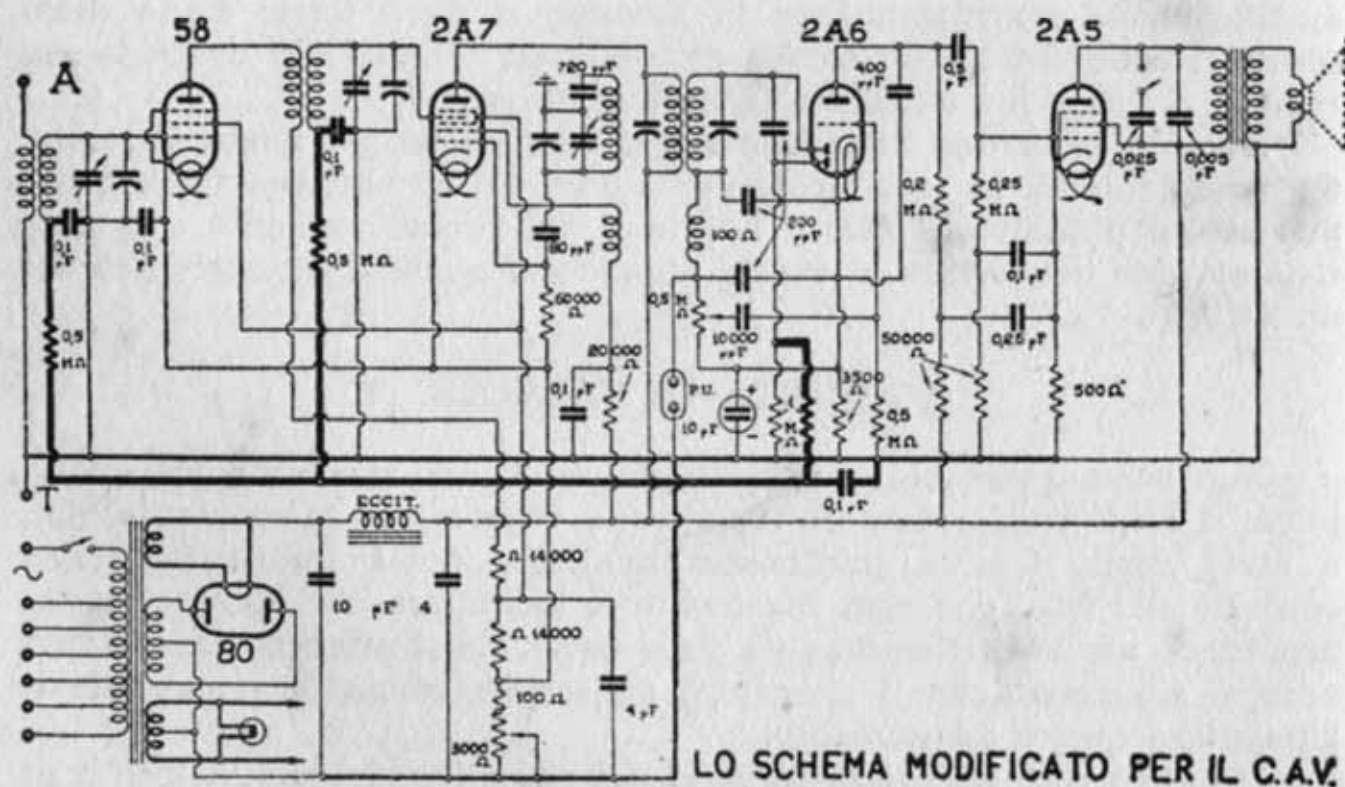 58
2A7
2A6
2A5
A
720 µµF
400 µµF
0,1 µF
0,1 µF
0,1 µF
0,025 µF
0,005 µF
0,2 MΩ
0,25 MΩ
80 µµF
100 Ω
250 µµF
0,5 MΩ
0,5 MΩ
60000 Ω
0,5 MΩ
10000 µµF
0,1 µF
0,25 µF
20000 Ω
50000 Ω
0,1 µF
P.U.
10 µF
+
-
1 MΩ
3500 Ω
0,5 MΩ
500 Ω
T
ECCIT.
0,1 µF
Ω 14000
10 µF 4
Ω 14000
80
100 Ω
4 µF
3000 Ω
LO SCHEMA MODIFICATO PER IL C.A.V.